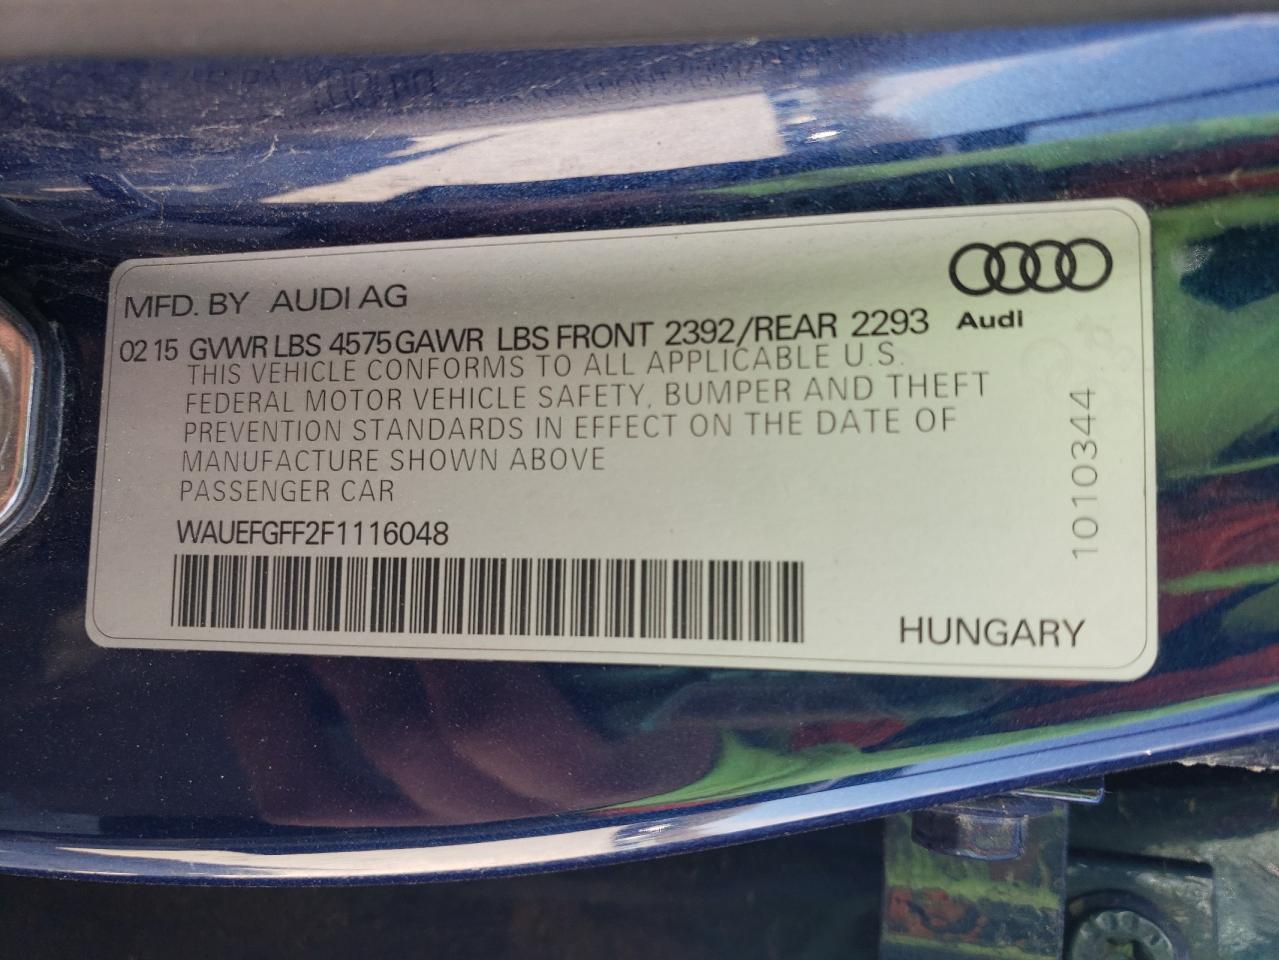 MFD. BY AUDI AG
Audi
02 15 GVWR LBS 4575 GAWR LBS FRONT 2392/REAR 2293
THIS VEHICLE CONFORMS TO ALL APPLICABLE U.S.
FEDERAL MOTOR VEHICLE SAFETY, BUMPER AND THEFT
PREVENTION STANDARDS IN EFFECT ON THE DATE OF
MANUFACTURE SHOWN ABOVE
PASSENGER CAR
WAUEFGFF2F1116048
HUNGARY
1010344